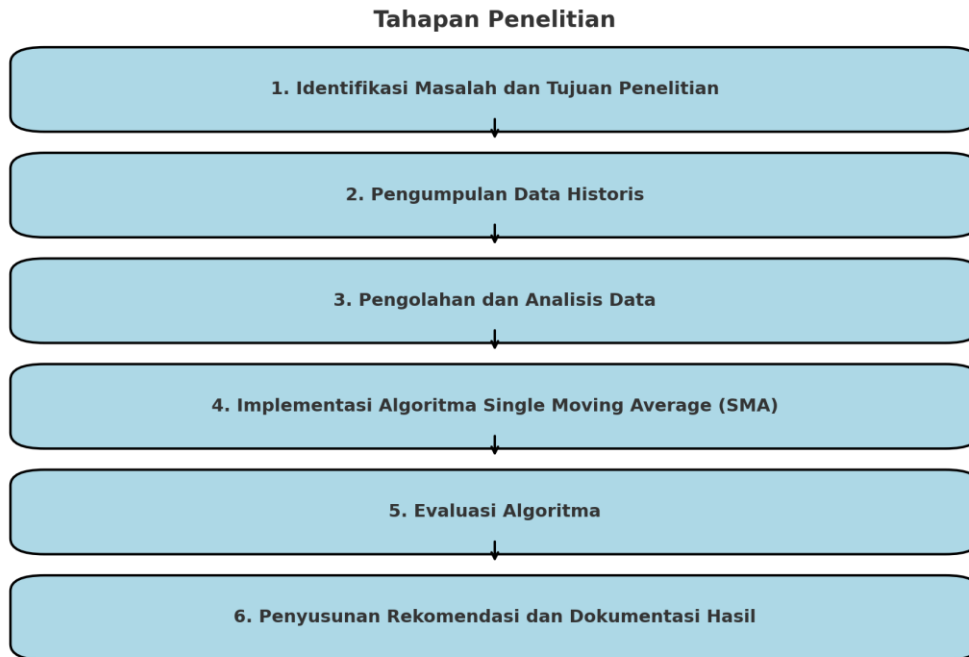 Tahapan Penelitian
1. Identifikasi Masalah dan Tujuan Penelitian
2. Pengumpulan Data Historis
3. Pengolahan dan Analisis Data
4. Implementasi Algoritma Single Moving Average (SMA)
5. Evaluasi Algoritma
6. Penyusunan Rekomendasi dan Dokumentasi Hasil